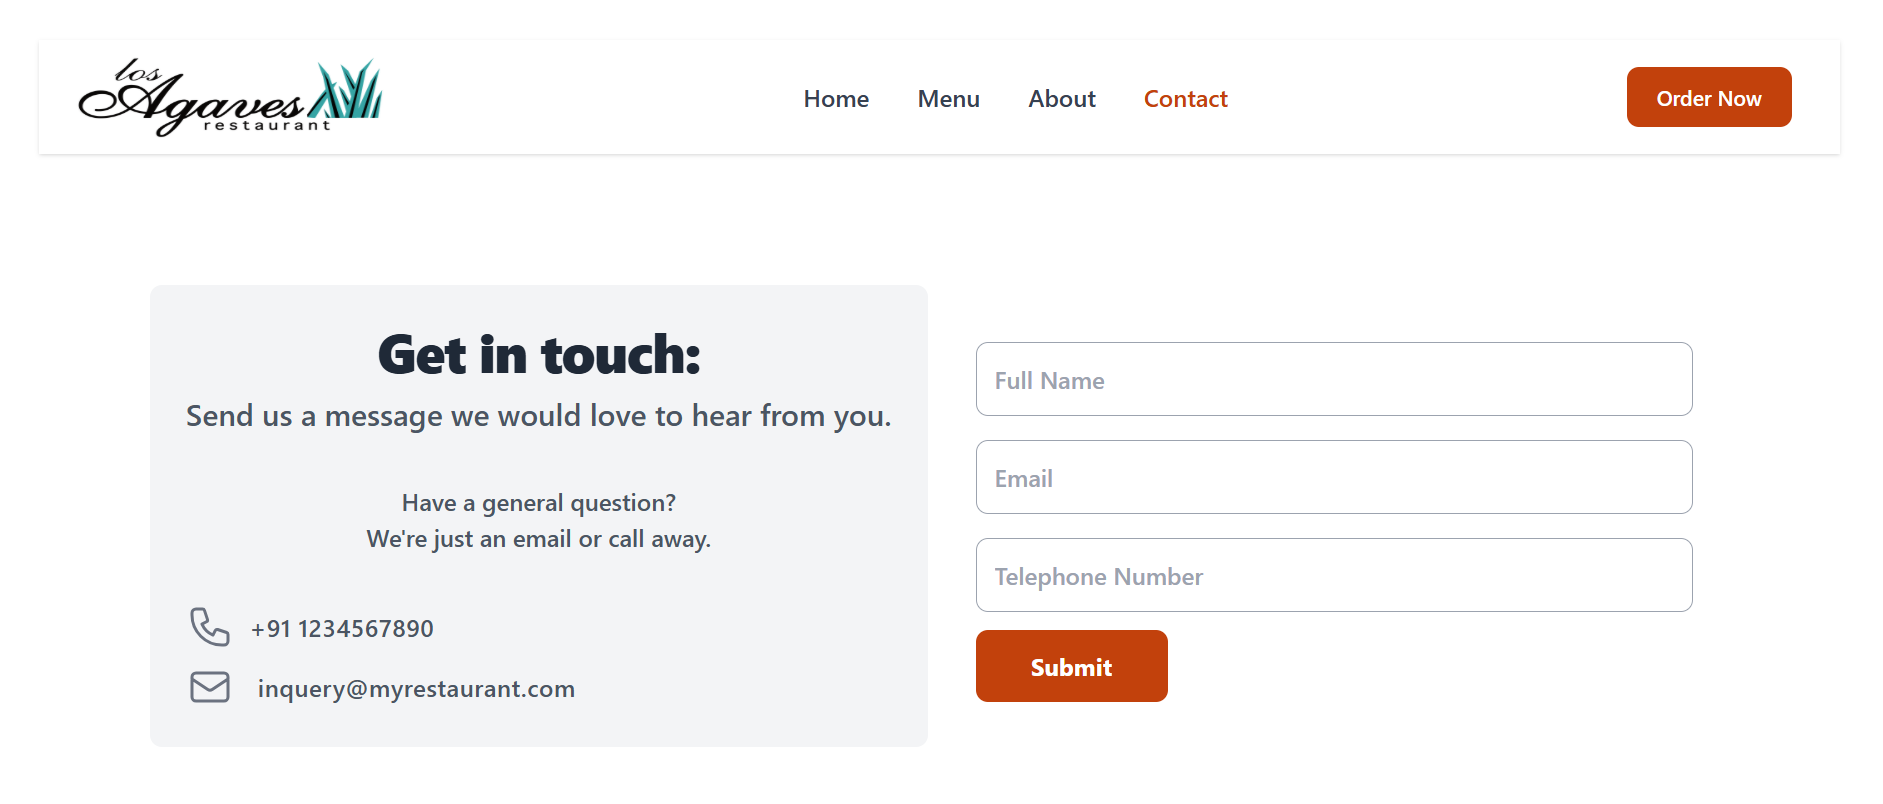 los
Agaves
restaurant
Home Menu About Contact
Order Now
Get in touch:
Send us a message we would love to hear from you.
Have a general question?
We're just an email or call away.
+91 1234567890
inquery@myrestaurant.com
Full Name
Email
Telephone Number
Submit